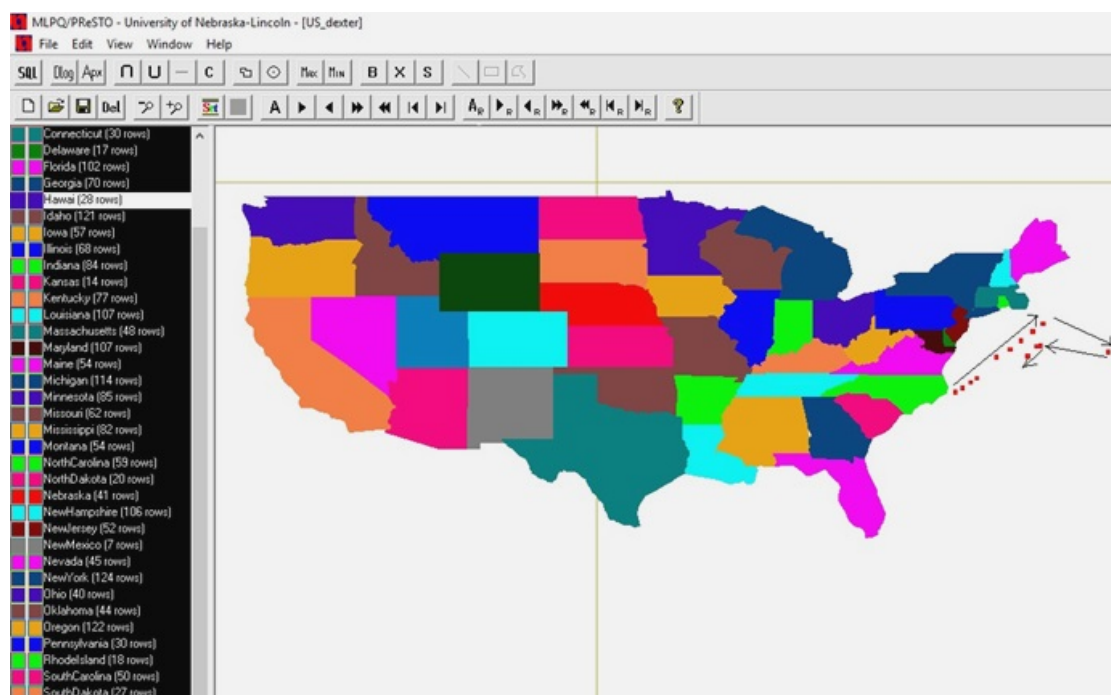 MLPQ/PReSTO - University of Nebraska-Lincoln - [US_dexter]
File Edit View Window Help
SQL Dlog Apx ∩ U — C Max Min B X S
Del Set A A R R R R R R R ?
Connecticut (30 rows)
Delaware (17 rows)
Florida (102 rows)
Georgia (70 rows)
Hawai (28 rows)
Idaho (121 rows)
Iowa (57 rows)
Illinois (68 rows)
Indiana (84 rows)
Kansas (14 rows)
Kentucky (77 rows)
Louisiana (107 rows)
Massachusetts (48 rows)
Maryland (107 rows)
Maine (54 rows)
Michigan (114 rows)
Minnesota (85 rows)
Missouri (62 rows)
Mississippi (82 rows)
Montana (54 rows)
NorthCarolina (59 rows)
NorthDakota (20 rows)
Nebraska (41 rows)
NewHampshire (106 rows)
NewJersey (52 rows)
NewMexico (7 rows)
Nevada (45 rows)
NewYork (124 rows)
Ohio (40 rows)
Oklahoma (44 rows)
Oregon (122 rows)
Pennsylvania (30 rows)
RhodeIsland (18 rows)
SouthCarolina (50 rows)
SouthDakota (27 rows)